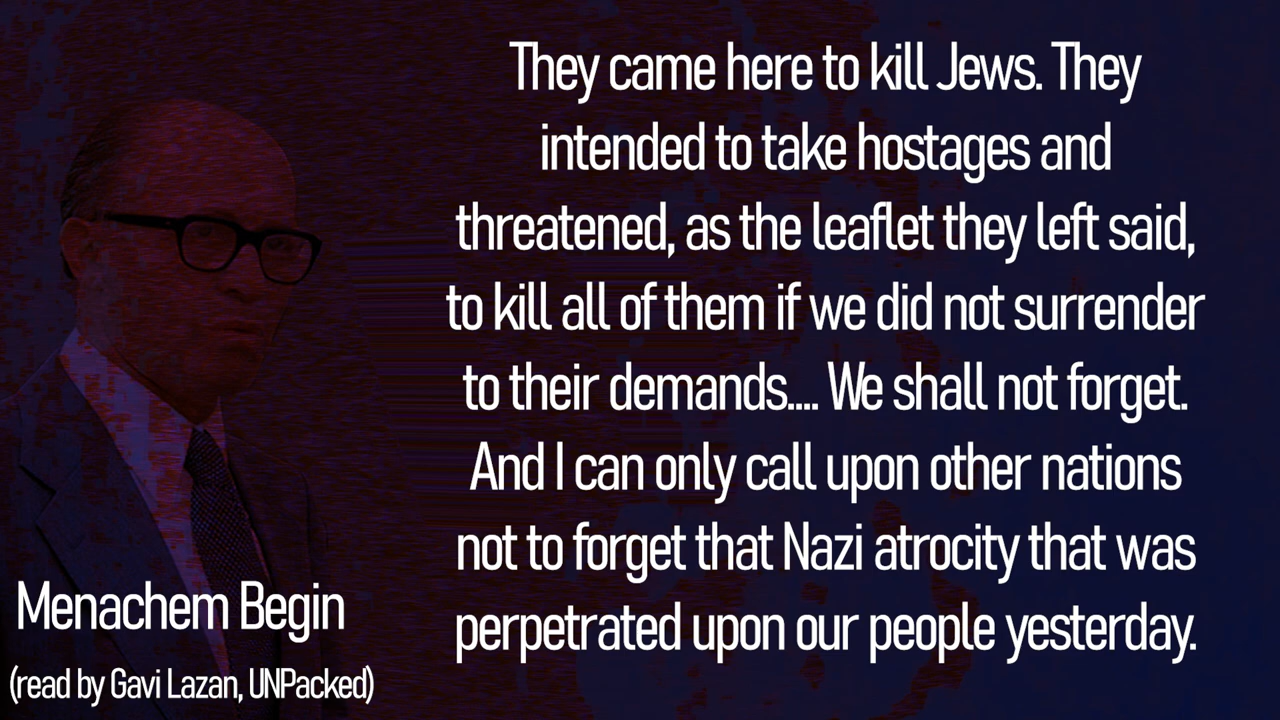 They came here to kill Jews. They
intended to take hostages and
threatened, as the leaflet they left said,
to kill all of them if we did not surrender
to their demands.... We shall not forget.
And I can only call upon other nations
not to forget that Nazi atrocity that was
perpetrated upon our people yesterday.
Menachem Begin
(read by Gavi Lazan, UNPacked)